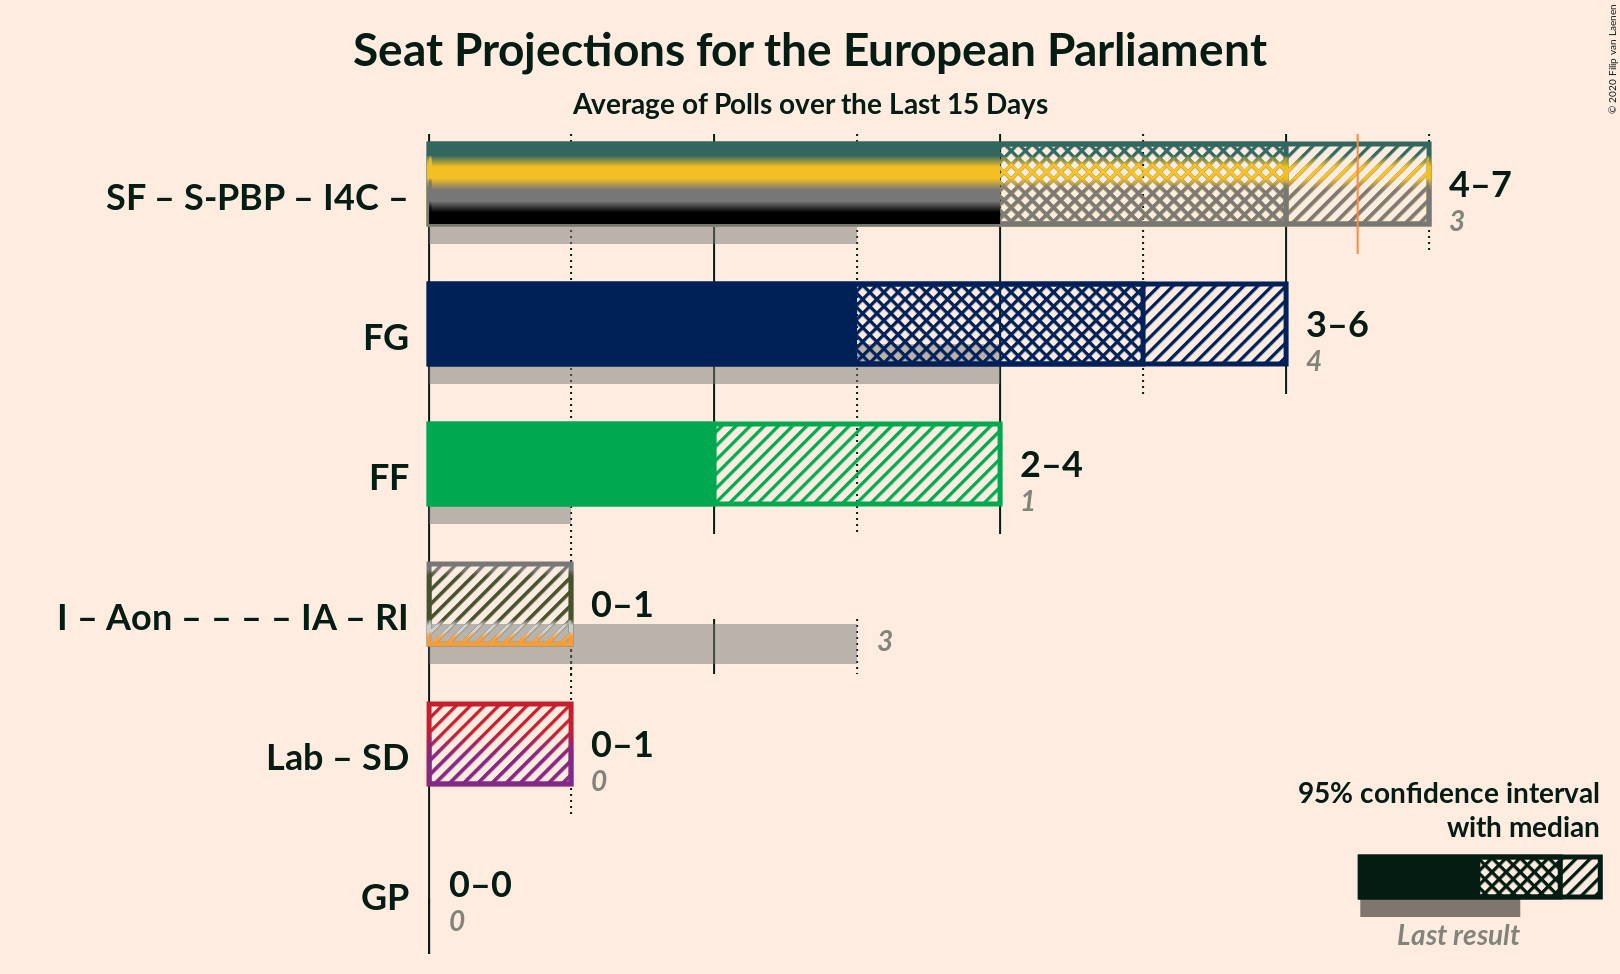 Seat Projections for the European Parliament
Average of Polls over the Last 15 Days
© 2020 Filip van Laenen
SF – S-PBP – I4C –
4–7
3
FG
3–6
4
FF
2–4
1
I – Aon – – – – IA – RI
0–1
3
Lab – SD
0–1
0
GP
0–0
0
95% confidence interval
with median
Last result